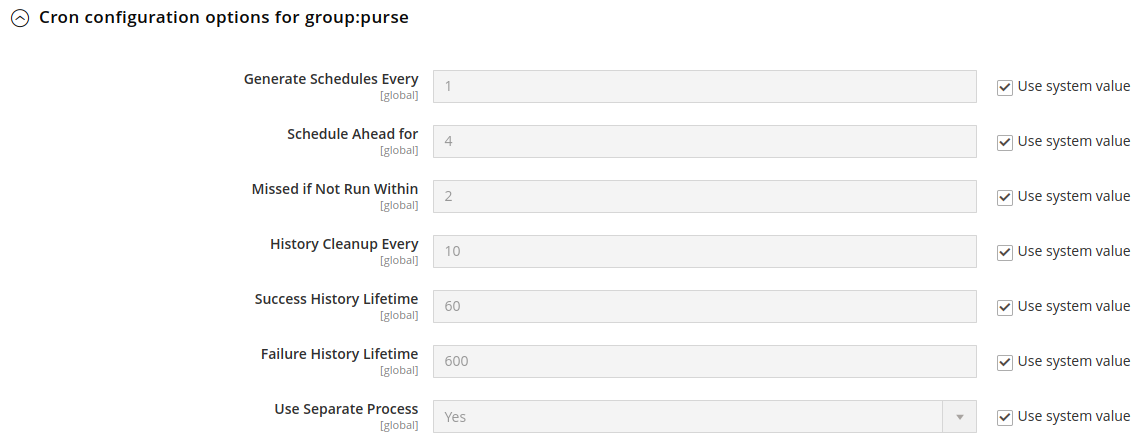 Cron configuration options for group:purse
Generate Schedules Every 1 Use system value
[global]
Schedule Ahead for 4 Use system value
[global]
Missed if Not Run Within 2 Use system value
[global]
History Cleanup Every 10 Use system value
[global]
Success History Lifetime 60 Use system value
[global]
Failure History Lifetime 600 Use system value
[global]
Use Separate Process Yes Use system value
[global]